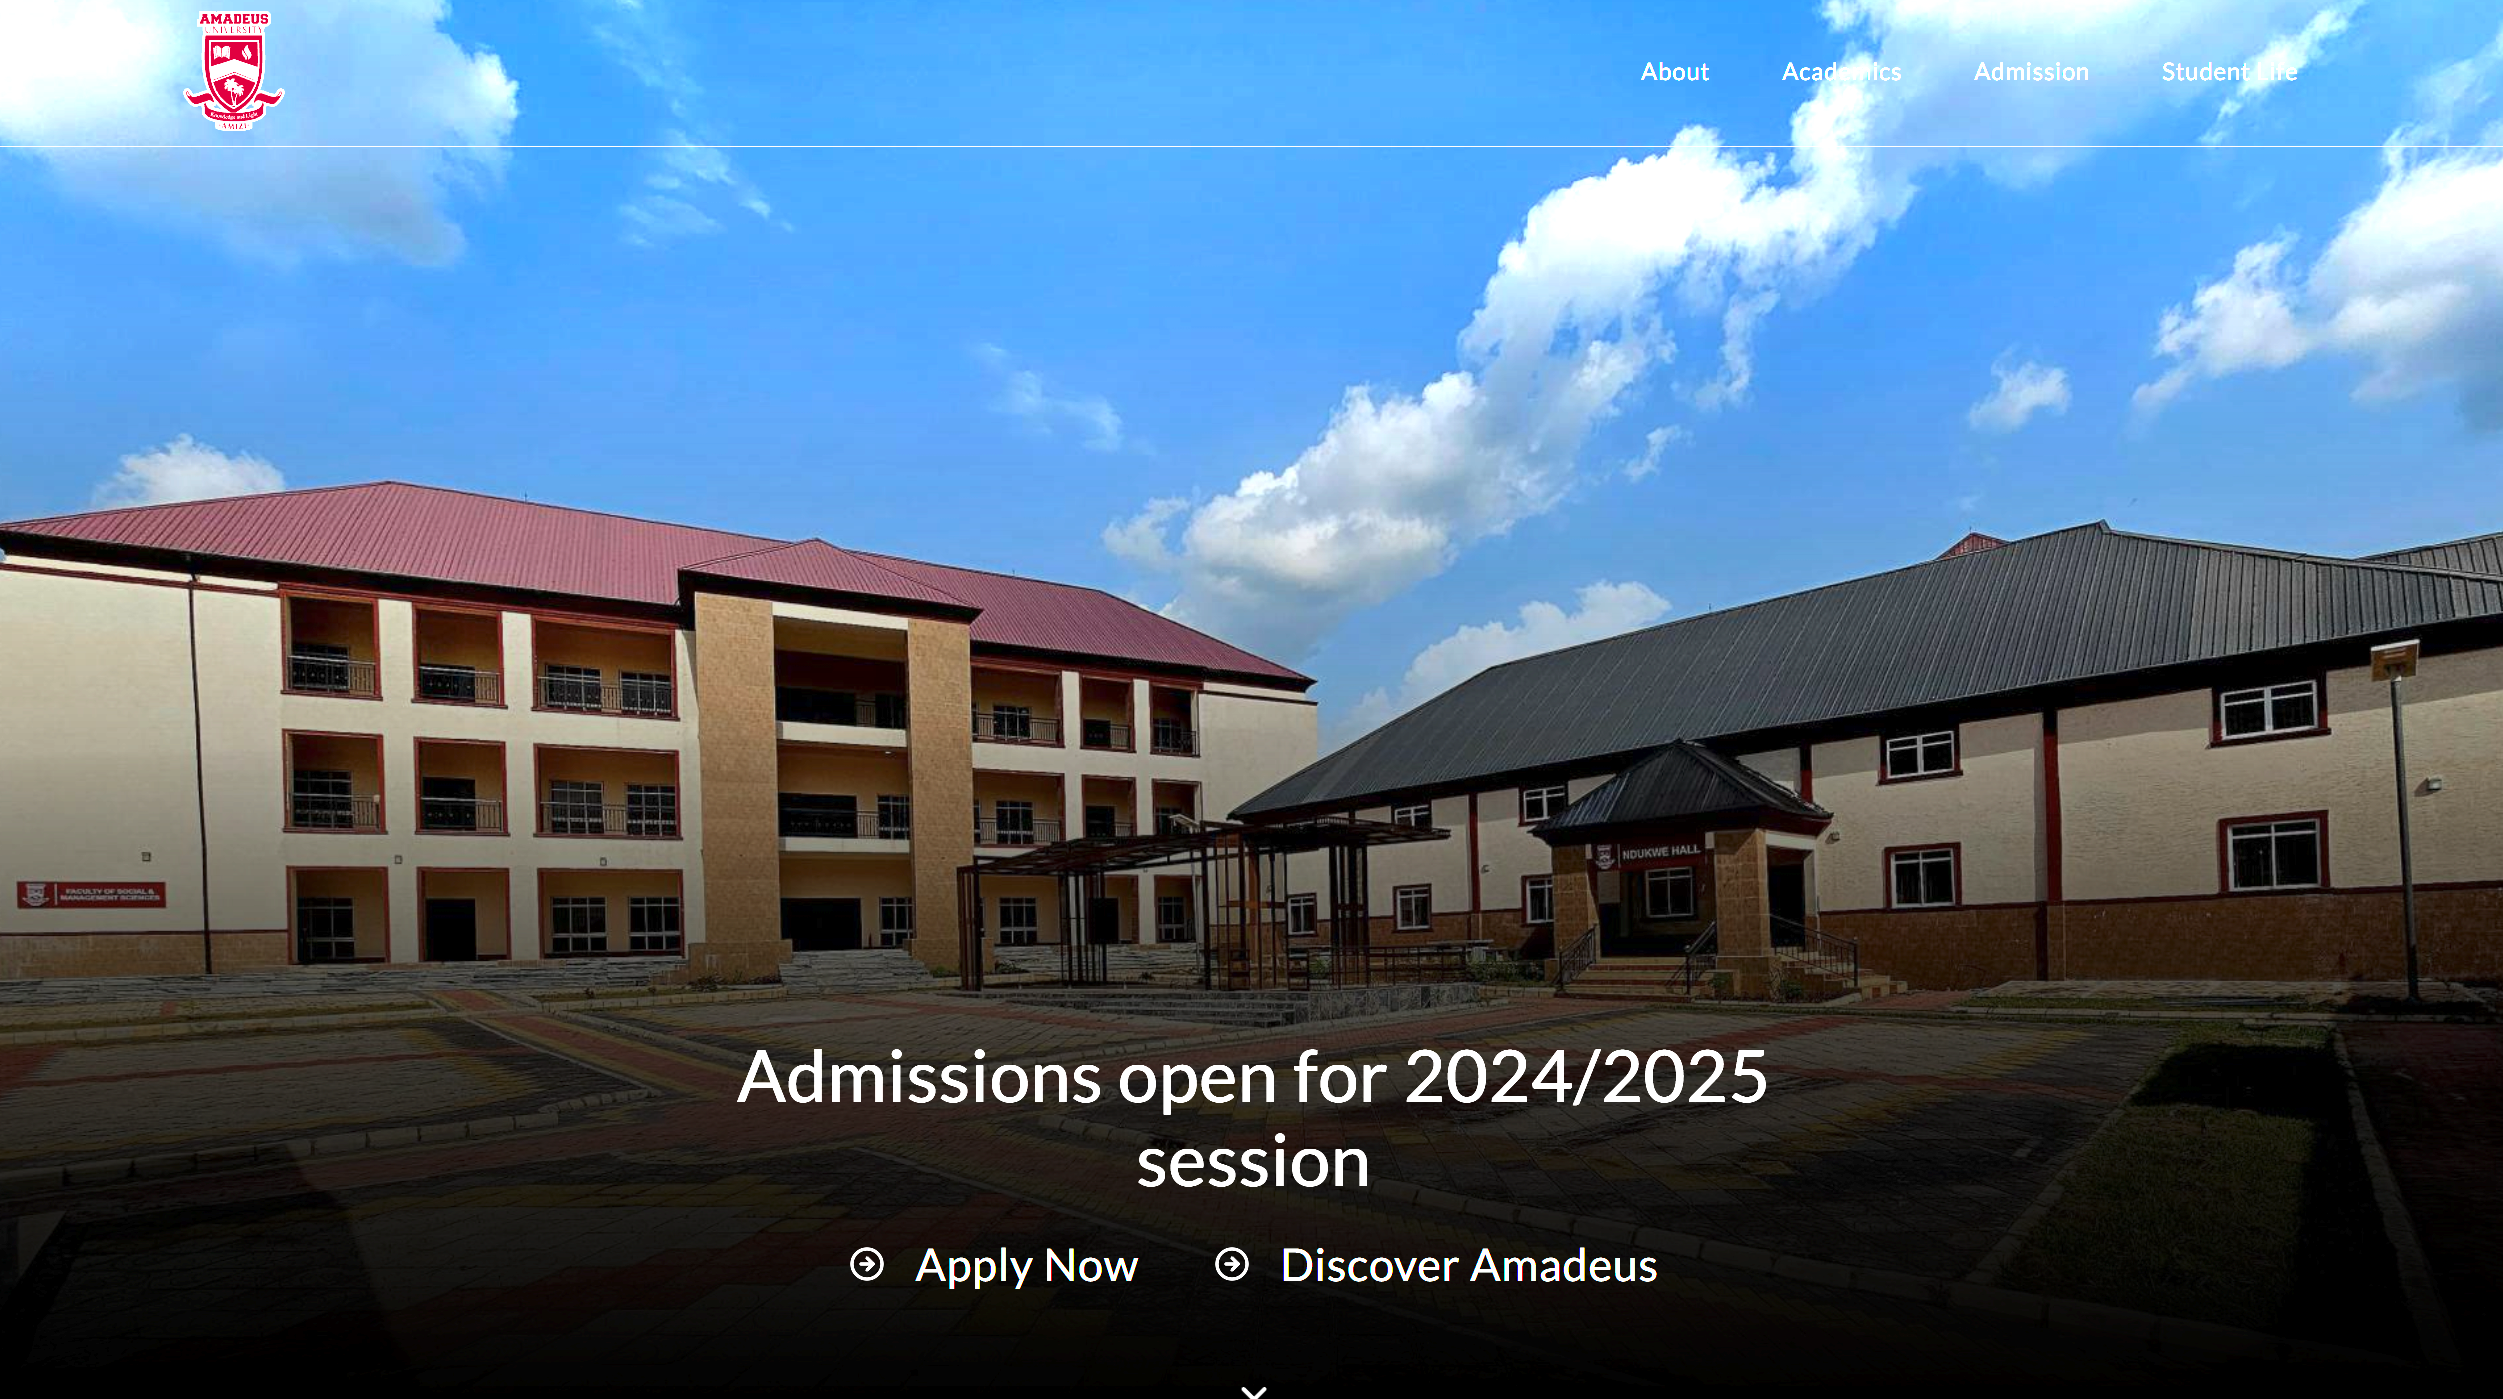 AMADEUS
UNIVERSITY
Knowledge and Light
AMIZI
About
Academics
Admission
Student Life
FACULTY OF SOCIAL &
MANAGEMENT SCIENCES
NDUKWE HALL
Admissions open for 2024/2025
session
Apply Now
Discover Amadeus